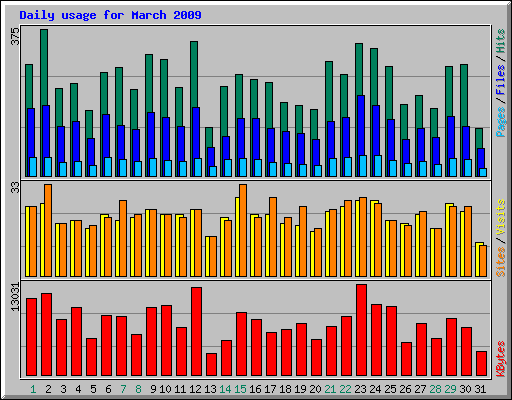 Daily usage for March 2009
375
Pages / Files / Hits
33
Sites / Visits
13031
KBytes
1 2 3 4 5 6 7 8 9 10 11 12 13 14 15 16 17 18 19 20 21 22 23 24 25 26 27 28 29 30 31